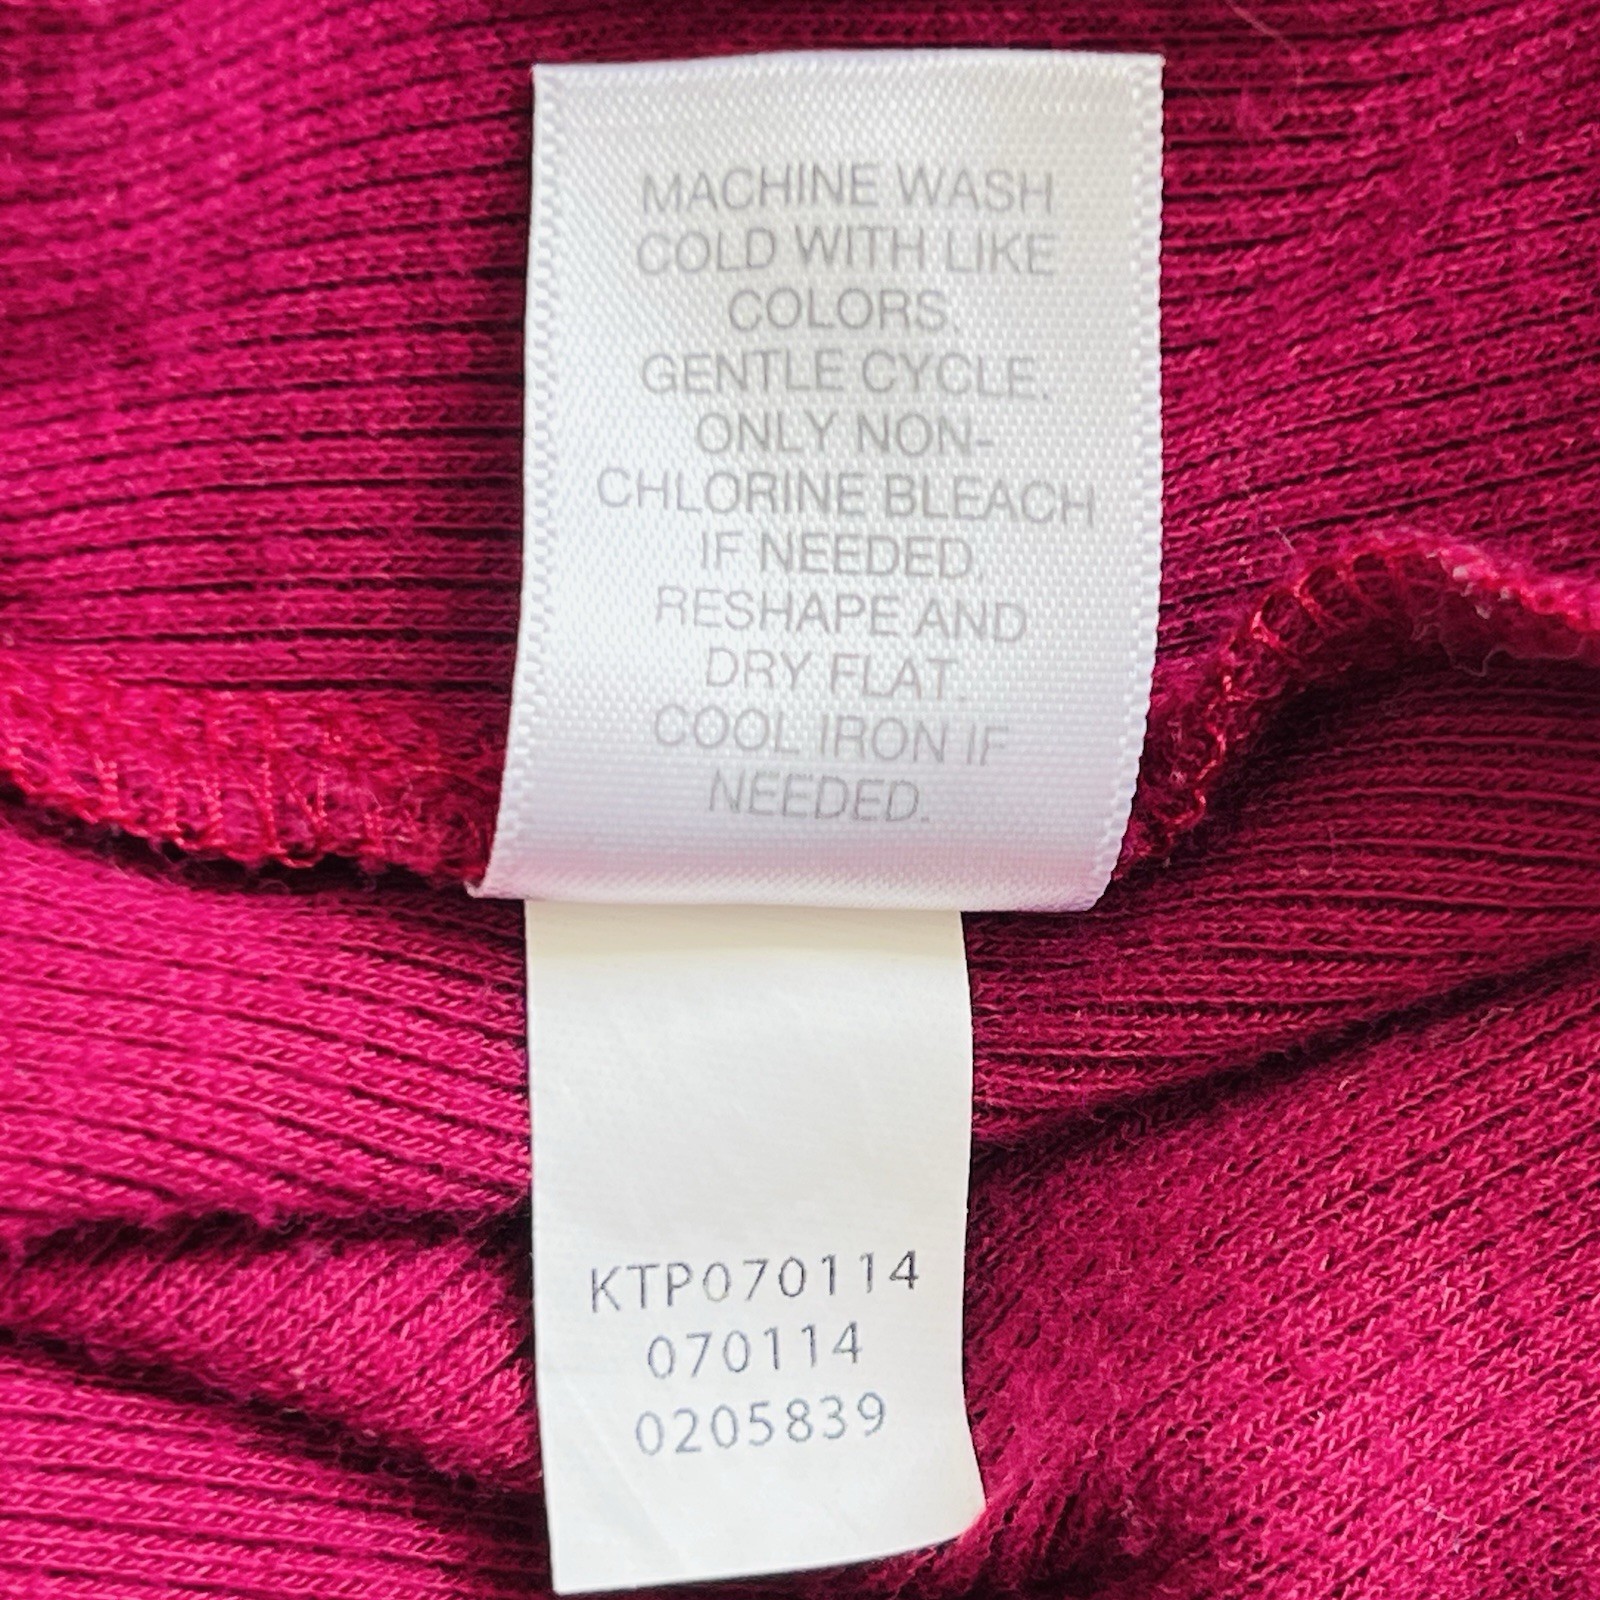 MACHINE WASH
COLD WITH LIKE
COLORS.
GENTLE CYCLE.
ONLY NON-
CHLORINE BLEACH
IF NEEDED.
RESHAPE AND
DRY FLAT.
COOL IRON IF
NEEDED.
KTP070114
070114
0205839